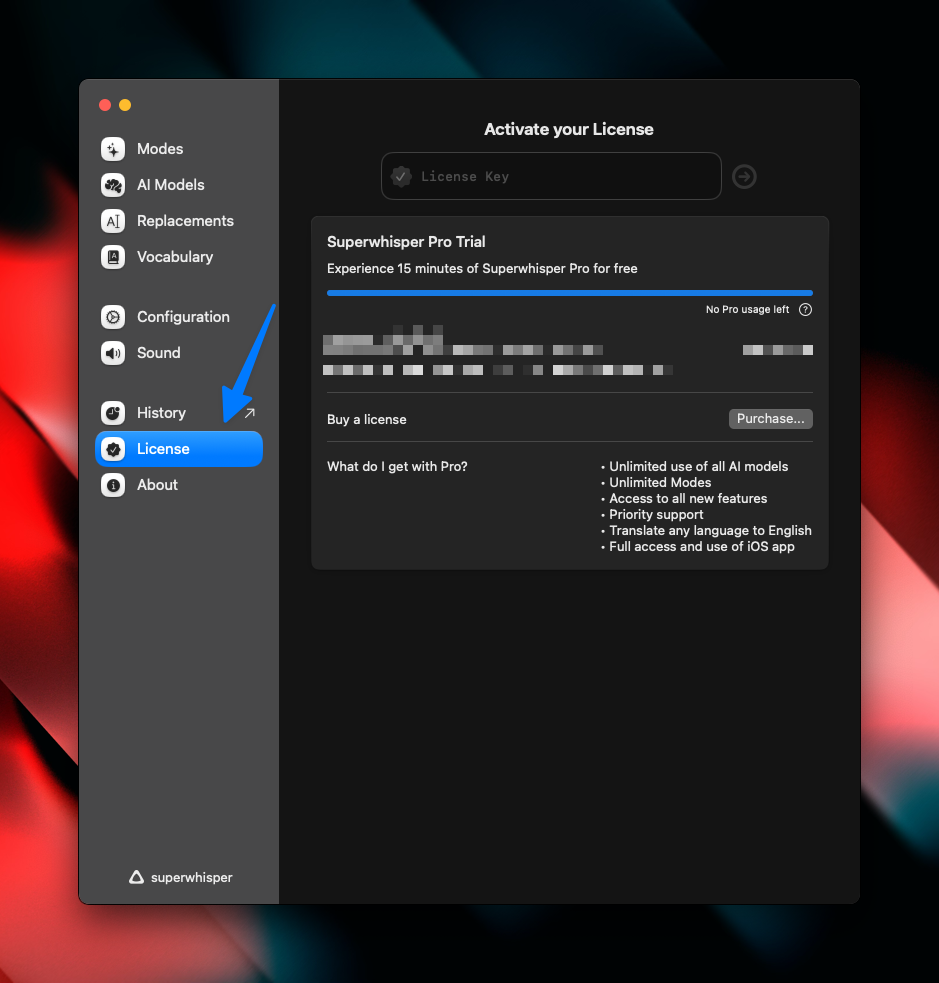 Modes
AI Models
Replacements
Vocabulary
Configuration
Sound
History
License
About
superwhisper
Activate your License
License Key
Superwhisper Pro Trial
Experience 15 minutes of Superwhisper Pro for free
No Pro usage left ?
Buy a license
Purchase...
What do I get with Pro?
• Unlimited use of all AI models
• Unlimited Modes
• Access to all new features
• Priority support
• Translate any language to English
• Full access and use of iOS app